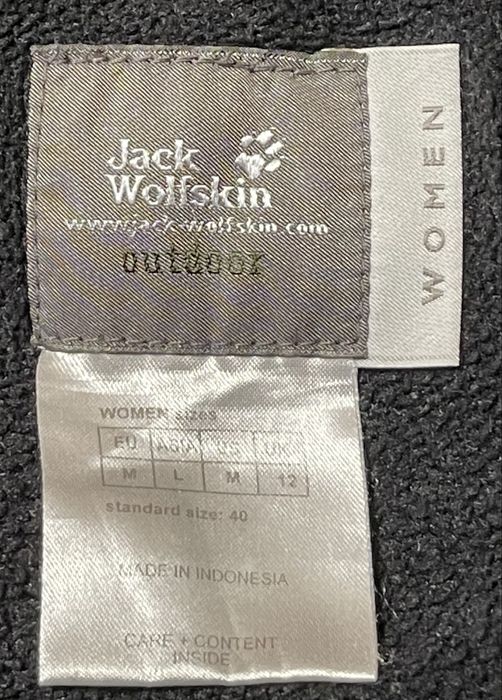 Jack
Wolfskin
www.jack-wolfskin.com
outdoor
WOMEN
WOMEN sizes
EU ASIA US UK
M L M 12
standard size: 40
MADE IN INDONESIA
CARE + CONTENT
INSIDE